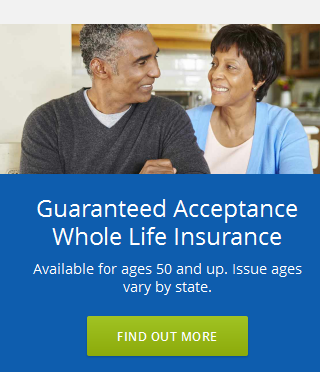 Guaranteed Acceptance
Whole Life Insurance
Available for ages 50 and up. Issue ages
vary by state.
FIND OUT MORE